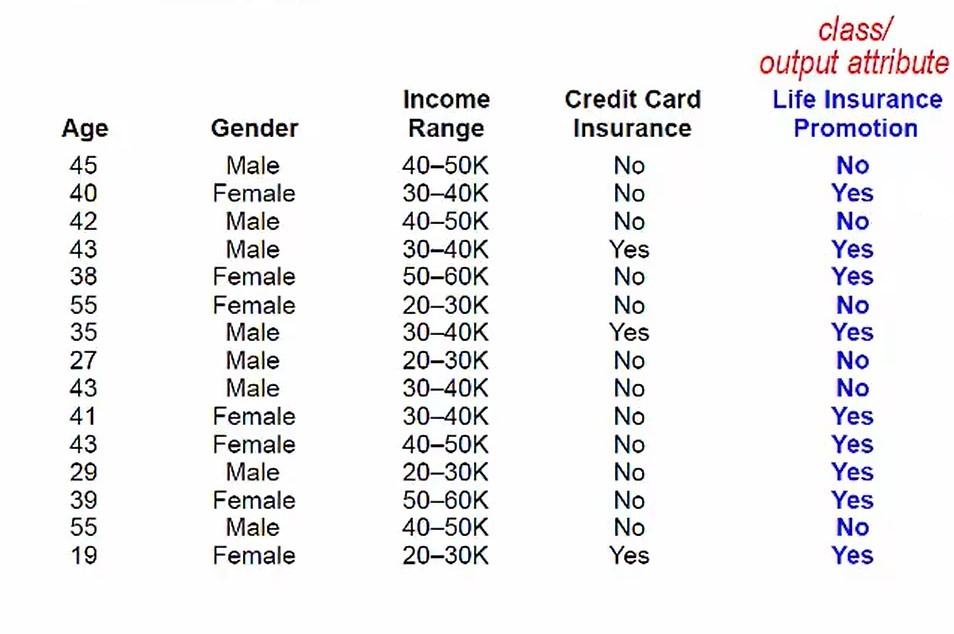 class/
output attribute
Income Credit Card Life Insurance
Age Gender Range Insurance Promotion
45 Male 40–50K No No
40 Female 30–40K No Yes
42 Male 40–50K No No
43 Male 30–40K Yes Yes
38 Female 50–60K No Yes
55 Female 20–30K No No
35 Male 30–40K Yes Yes
27 Male 20–30K No No
43 Male 30–40K No No
41 Female 30–40K No Yes
43 Female 40–50K No Yes
29 Male 20–30K No Yes
39 Female 50–60K No Yes
55 Male 40–50K No No
19 Female 20–30K Yes Yes